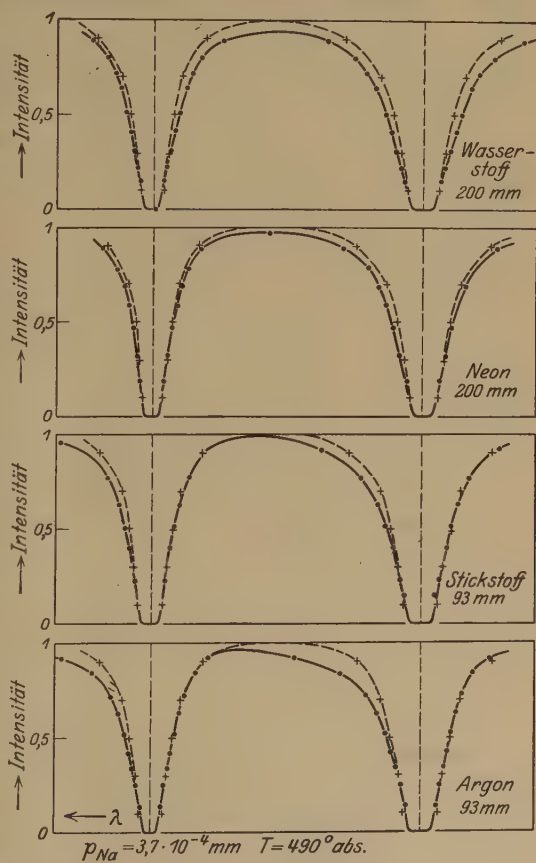 1
0,5
0
→ Intensität
Wasser-
stoff
200 mm
1
0,5
0
→ Intensität
Neon
200 mm
1
0,5
0
→ Intensität
Stickstoff
93 mm
1
0,5
0
→ Intensität
Argon
93 mm
← λ
pNa = 3,7 · 10⁻⁴ mm T = 490° abs.